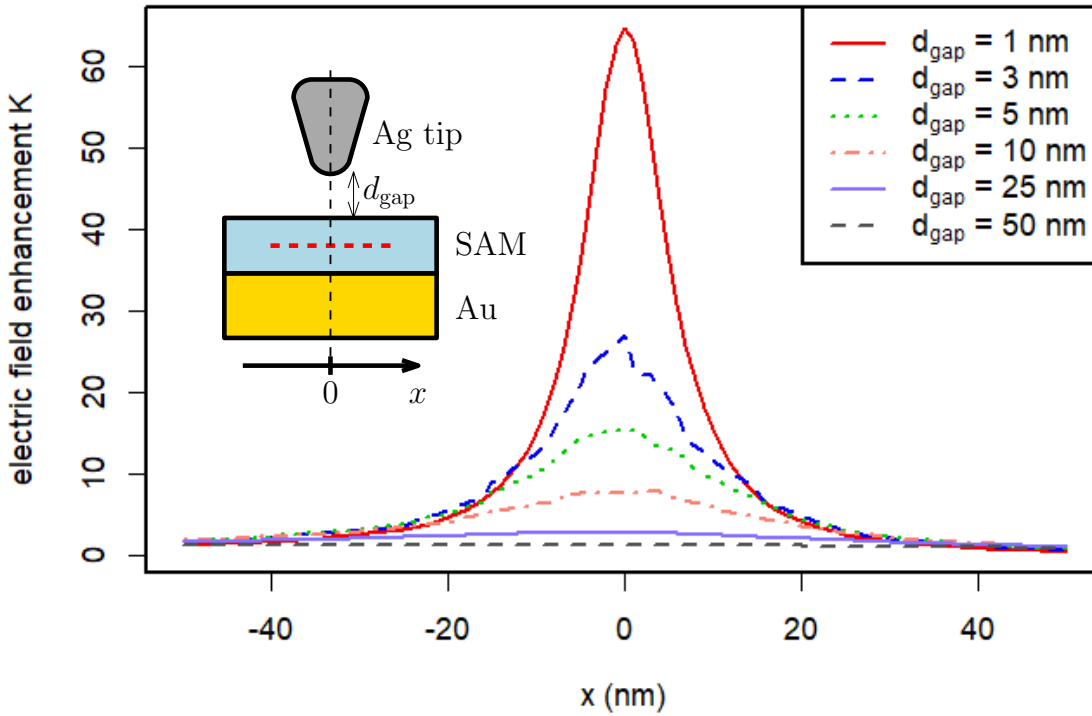 electric field enhancement K
60
50
40
30
20
10
0
Ag tip
d_gap
SAM
Au
0
x
d_gap = 1 nm
d_gap = 3 nm
d_gap = 5 nm
d_gap = 10 nm
d_gap = 25 nm
d_gap = 50 nm
-40
-20
0
20
40
x (nm)